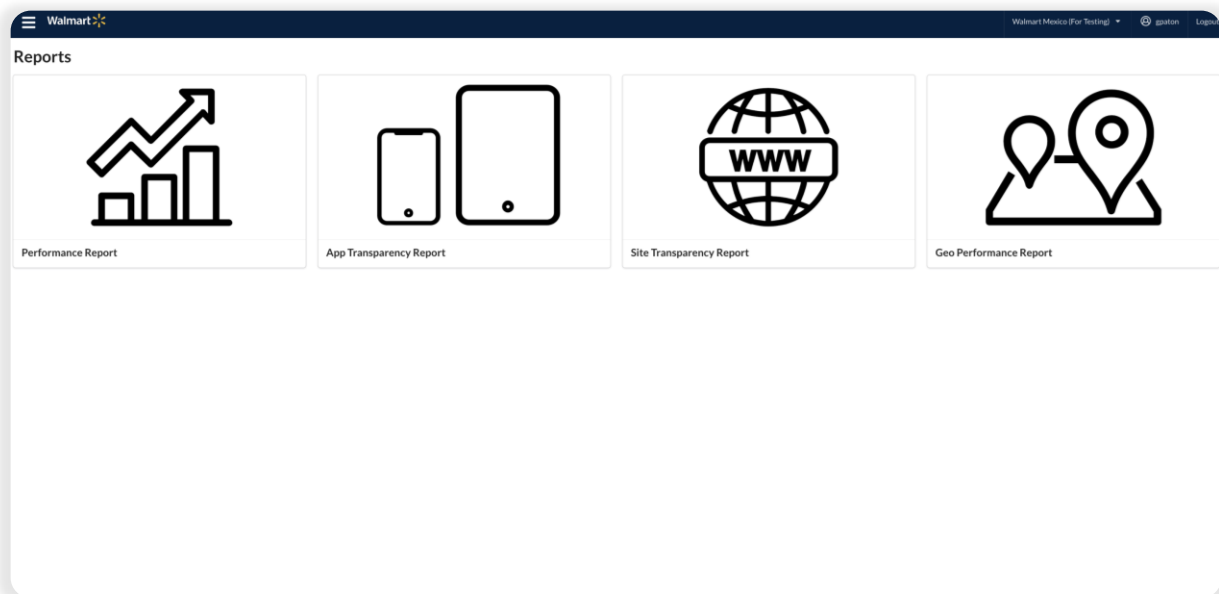 Walmart
Walmart Mexico (For Testing)
gpaton
Logout
Reports
WWW
Performance Report
App Transparency Report
Site Transparency Report
Geo Performance Report